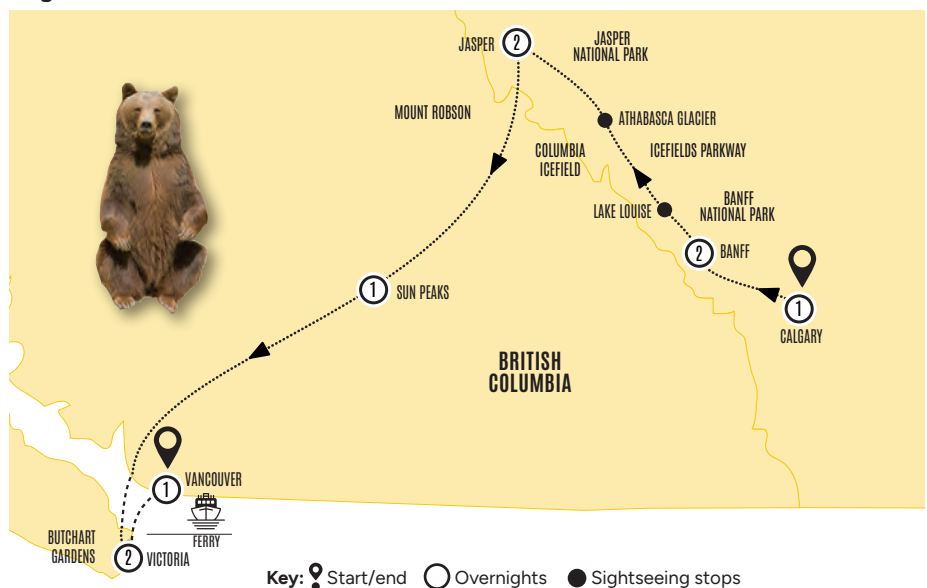 JASPER
2
JASPER
NATIONAL PARK
MOUNT ROBSON
ATHABASCA GLACIER
COLUMBIA
ICEFIELD
ICEFIELDS PARKWAY
LAKE LOUISE
BANFF
NATIONAL PARK
2
BANFF
1
CALGARY
1
SUN PEAKS
BRITISH
COLUMBIA
1
VANCOUVER
FERRY
BUTCHART
GARDENS
2
VICTORIA
Key: Start/end Overnights Sightseeing stops